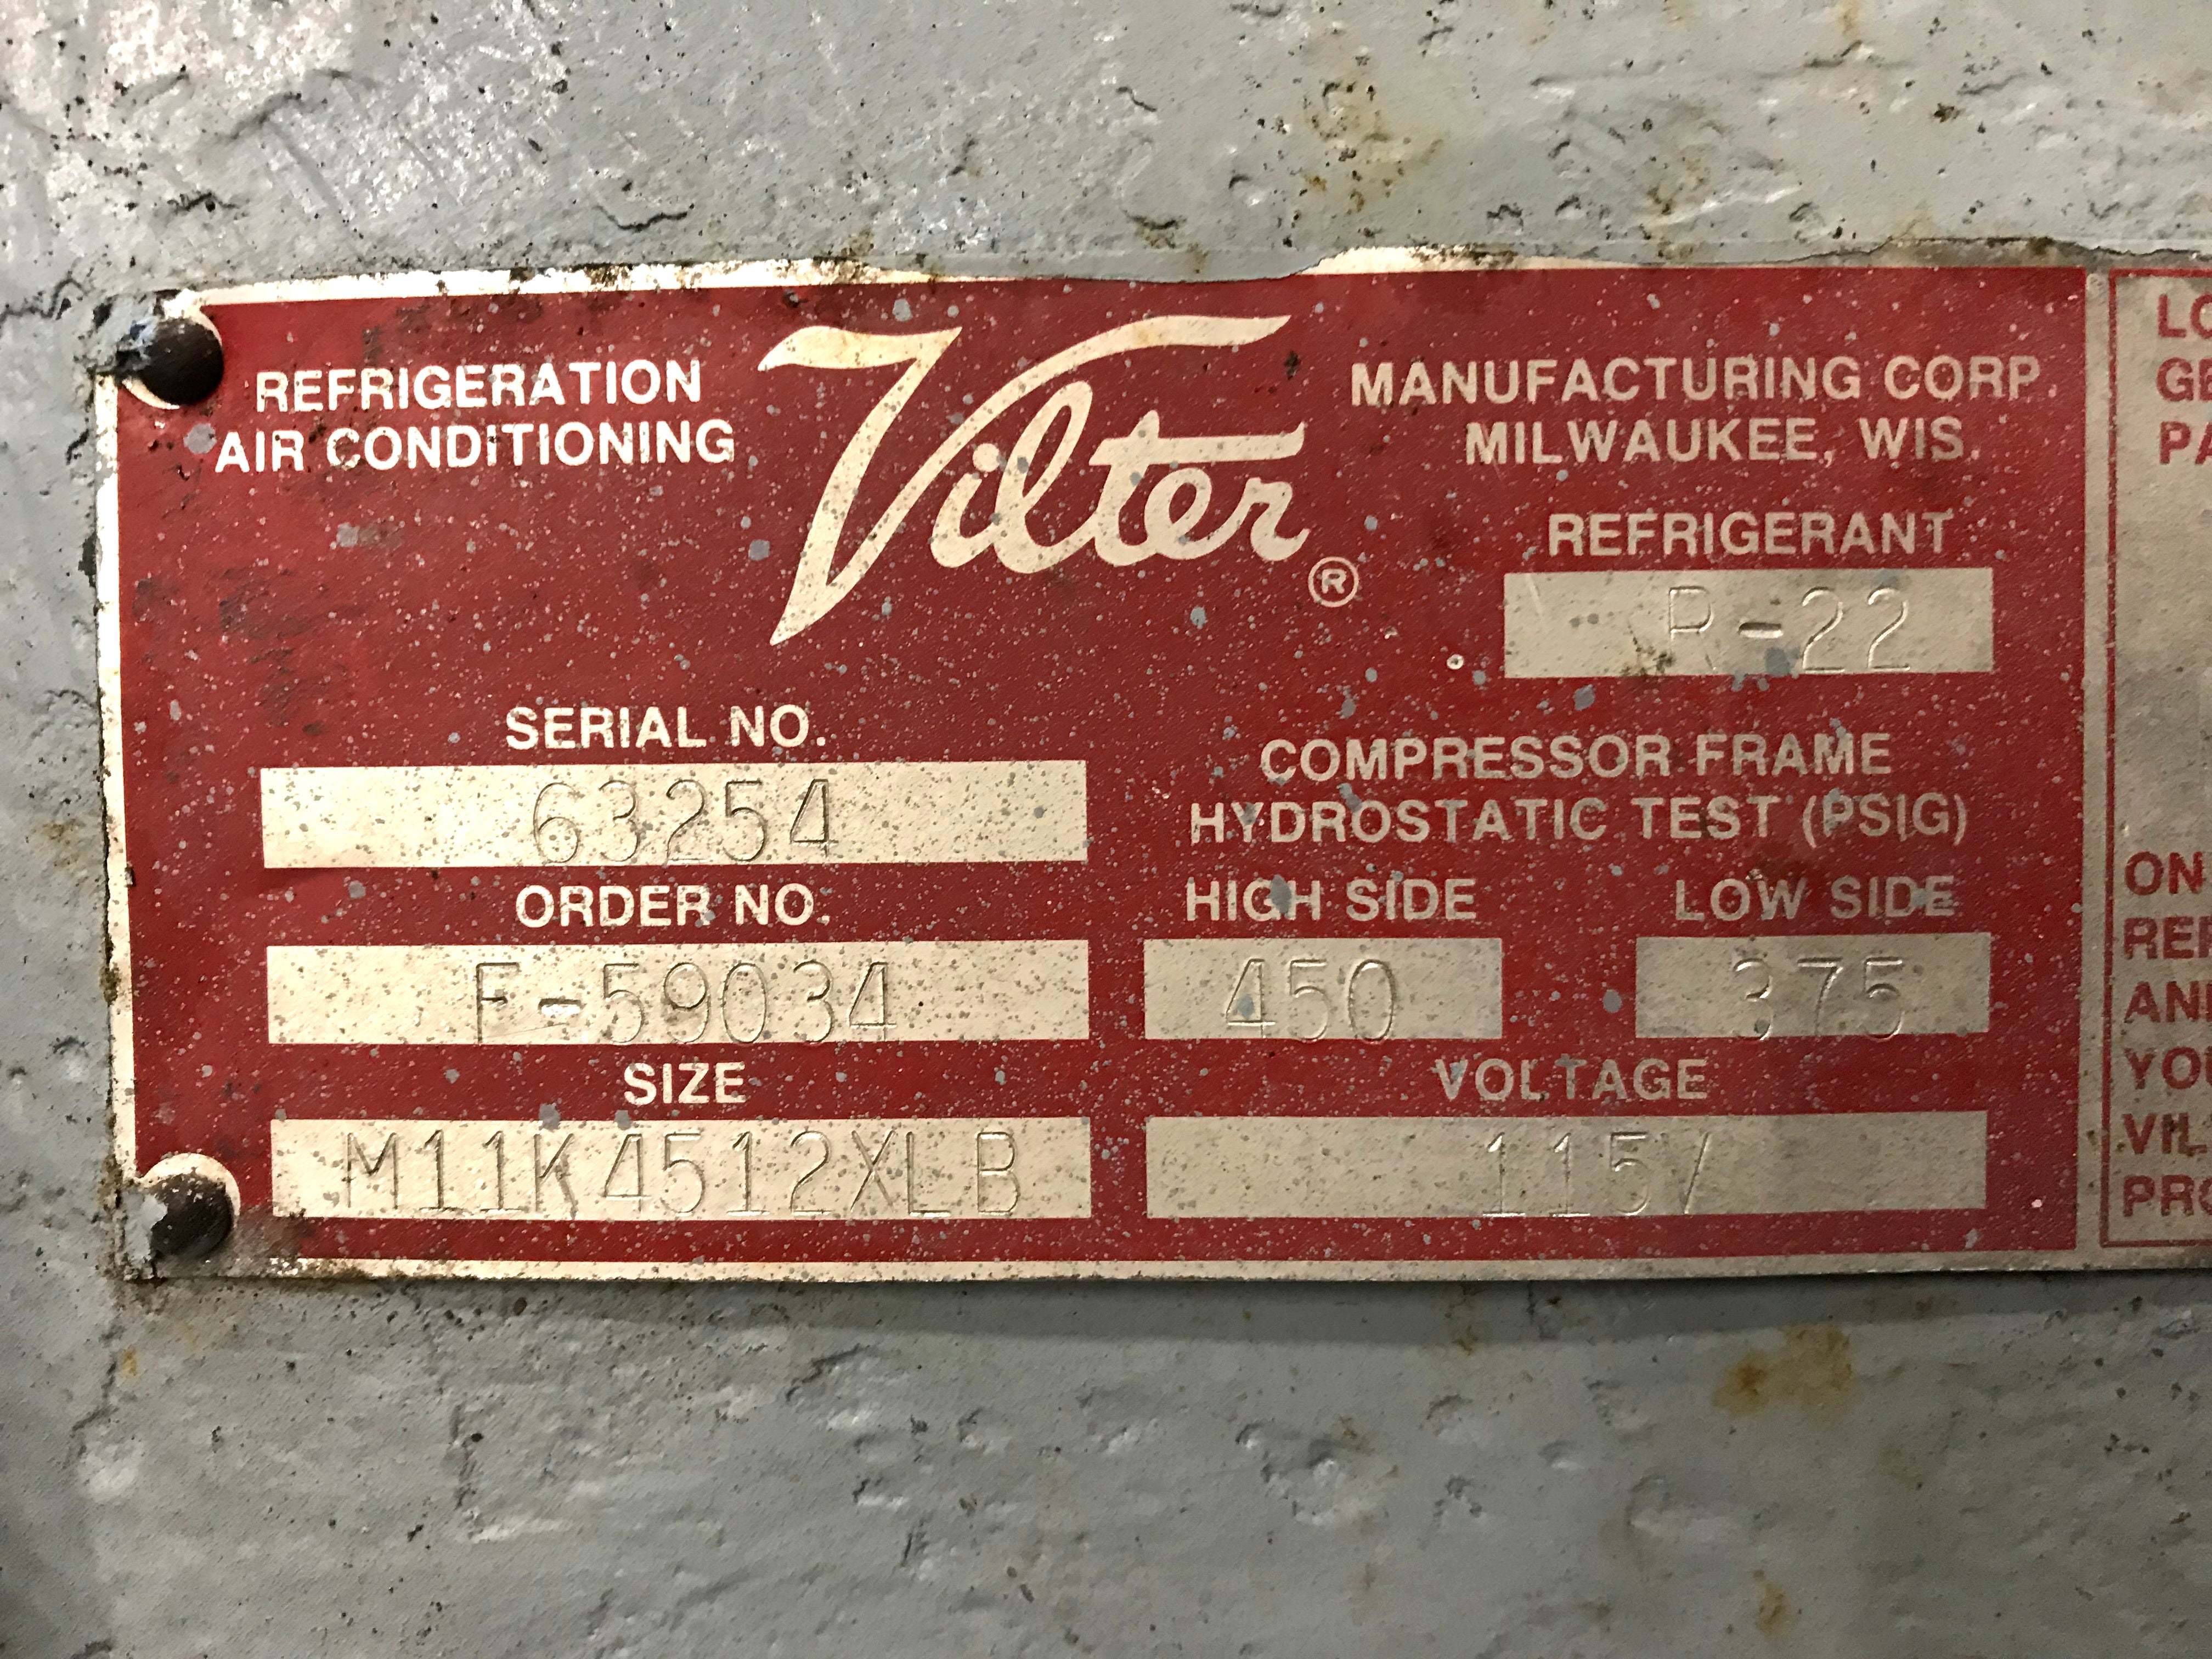 REFRIGERATION
AIR CONDITIONING
Vilter®
MANUFACTURING CORP.
MILWAUKEE, WIS.
REFRIGERANT
R-22
SERIAL NO.
63254
ORDER NO.
F-59034
SIZE
M11K4512XLB
COMPRESSOR FRAME
HYDROSTATIC TEST (PSIG)
HIGH SIDE LOW SIDE
450 375
VOLTAGE
115V
ON